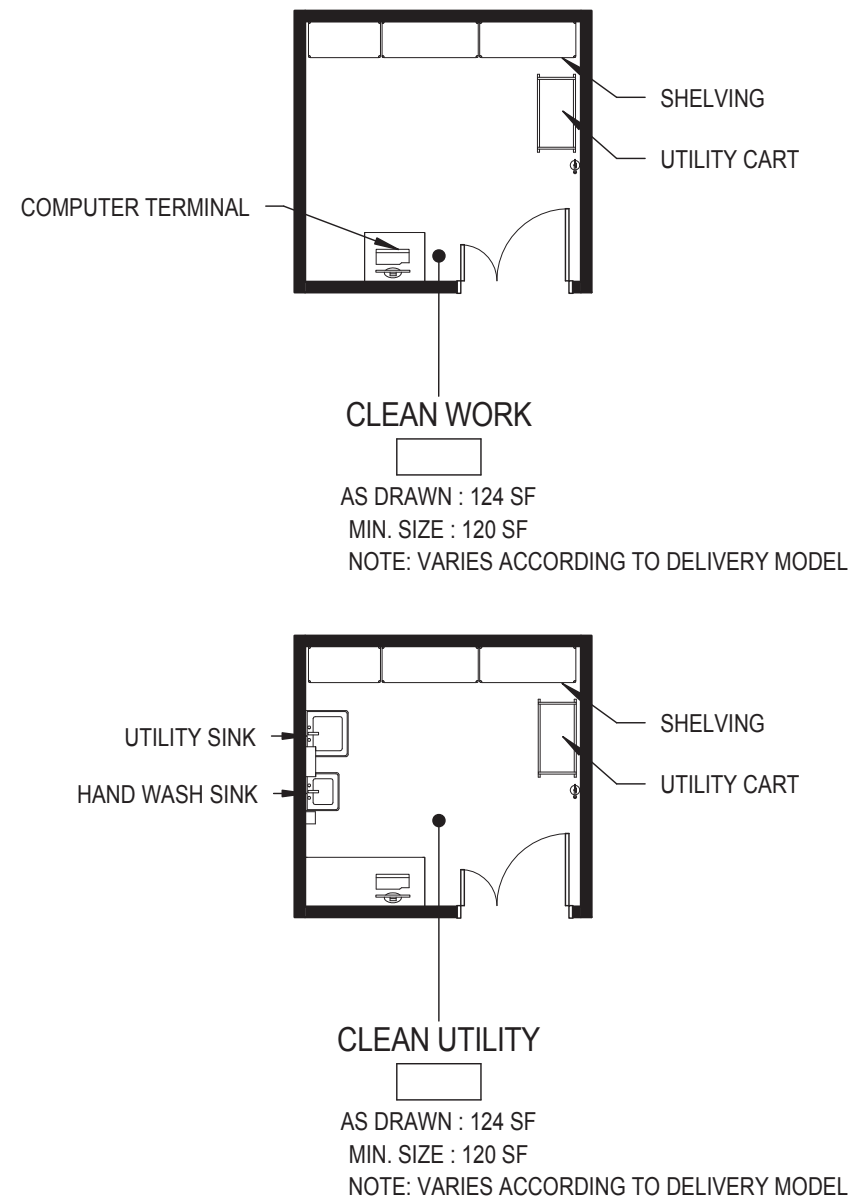 SHELVING
UTILITY CART
COMPUTER TERMINAL
CLEAN WORK
AS DRAWN : 124 SF
MIN. SIZE : 120 SF
NOTE: VARIES ACCORDING TO DELIVERY MODEL
SHELVING
UTILITY SINK
HAND WASH SINK
UTILITY CART
CLEAN UTILITY
AS DRAWN : 124 SF
MIN. SIZE : 120 SF
NOTE: VARIES ACCORDING TO DELIVERY MODEL